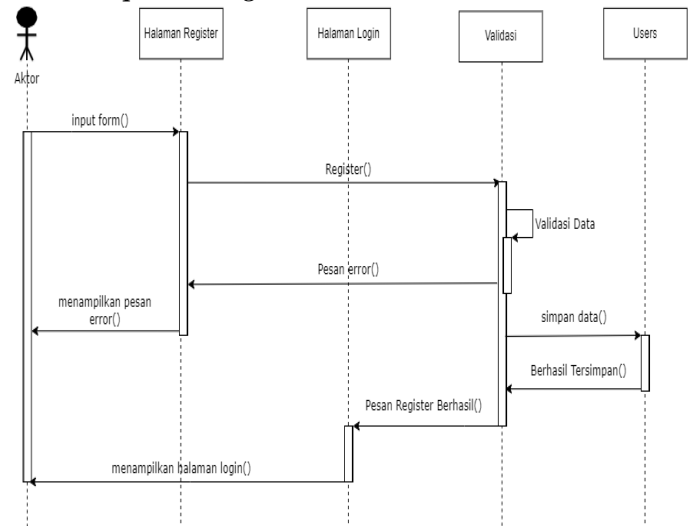 Halaman Register
Halaman Login
Validasi
Users
Aktor
input form()
Register()
Validasi Data
Pesan error()
menampilkan pesan
error()
simpan data()
Berhasil Tersimpan()
Pesan Register Berhasil()
menampilkan halaman login()